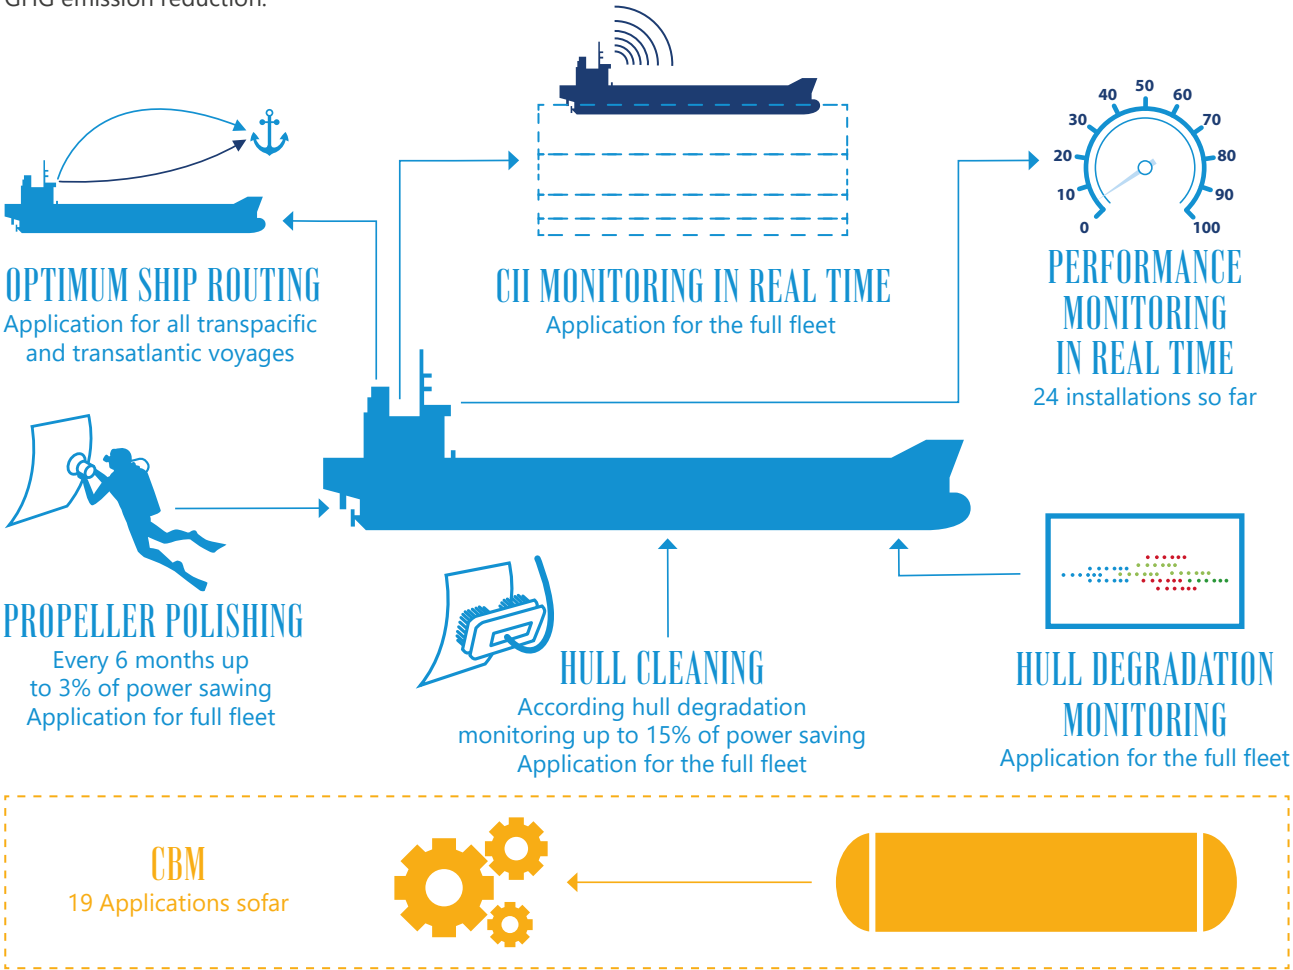 GHG emission reduction.
0
10
20
30
40
50
60
70
80
90
100
OPTIMUM SHIP ROUTING
Application for all transpacific
and transatlantic voyages
CII MONITORING IN REAL TIME
Application for the full fleet
PERFORMANCE
MONITORING
IN REAL TIME
24 installations so far
PROPELLER POLISHING
Every 6 months up
to 3% of power sawing
Application for full fleet
HULL CLEANING
According hull degradation
monitoring up to 15% of power saving
Application for the full fleet
HULL DEGRADATION
MONITORING
Application for the full fleet
CBM
19 Applications sofar